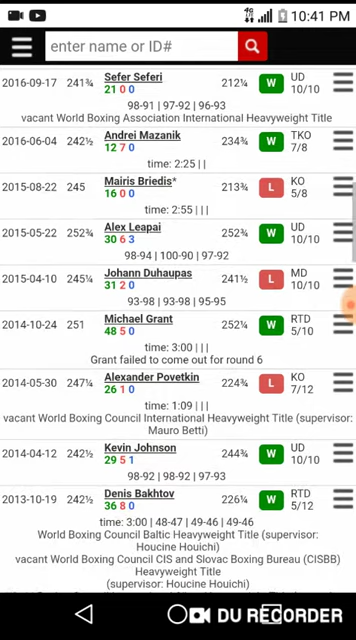 4G 10:41 PM
enter name or ID#
2016-09-17 241¾ Sefer Seferi 212¼ W UD
21 0 0 10/10
98-91 | 97-92 | 96-93
vacant World Boxing Association International Heavyweight Title
2016-06-04 242½ Andrei Mazanik 234¾ W TKO
12 7 0 7/8
time: 2:25 | |
2015-08-22 245 Mairis Briedis* 213¾ L KO
16 0 0 5/8
time: 2:55 | | |
2015-05-22 252¾ Alex Leapai 252¾ W UD
30 6 3 10/10
98-94 | 100-90 | 97-92
2015-04-10 245¼ Johann Duhaupas 241½ L MD
31 2 0 10/10
93-98 | 93-98 | 95-95
2014-10-24 251 Michael Grant 252¼ W RTD
48 5 0 5/10
time: 3:00 | | |
Grant failed to come out for round 6
2014-05-30 247¼ Alexander Povetkin 224¾ L KO
26 1 0 7/12
time: 1:09 | | |
vacant World Boxing Council International Heavyweight Title (supervisor:
Mauro Betti)
2014-04-12 242½ Kevin Johnson 244¾ W UD
29 5 1 10/10
98-92 | 98-92 | 97-93
2013-10-19 242½ Denis Bakhtov 226¼ W RTD
36 8 0 5/12
time: 3:00 | 48-47 | 49-46 | 49-46
World Boxing Council Baltic Heavyweight Title (supervisor:
Houcine Houichi)
vacant World Boxing Council CIS and Slovac Boxing Bureau (CISBB)
Heavyweight Title
(supervisor: Houcine Houichi)
DU RECORDER